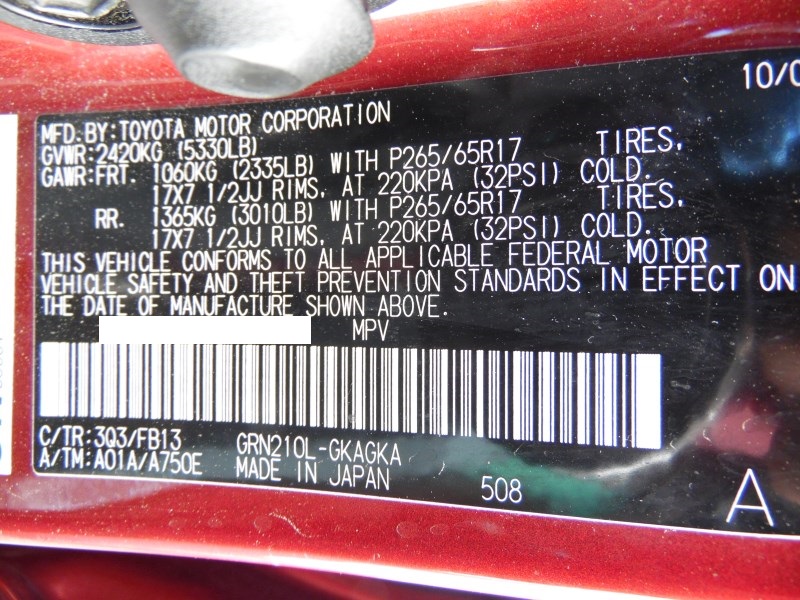 10/0
MFD. BY: TOYOTA MOTOR CORPORATION
GVWR: 2420KG (5330LB)
GAWR: FRT. 1060KG (2335LB) WITH P265/65R17 TIRES,
17X7 1/2JJ RIMS, AT 220KPA (32PSI) COLD.
RR. 1365KG (3010LB) WITH P265/65R17 TIRES,
17X7 1/2JJ RIMS, AT 220KPA (32PSI) COLD.
THIS VEHICLE CONFORMS TO ALL APPLICABLE FEDERAL MOTOR
VEHICLE SAFETY AND THEFT PREVENTION STANDARDS IN EFFECT ON
THE DATE OF MANUFACTURE SHOWN ABOVE.
MPV
C/TR: 3Q3/FB13 GRN210L-GKAGKA
A/TM: A01A/A750E MADE IN JAPAN 508
A